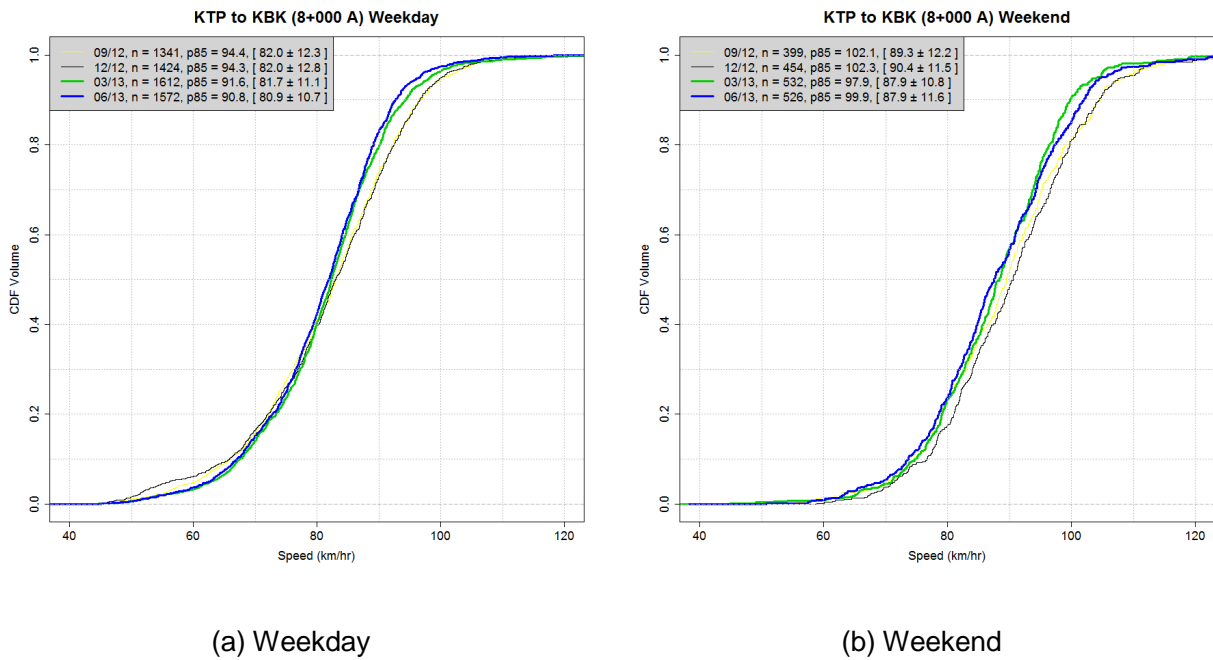 KTP to KBK (8+000 A) Weekday
09/12, n = 1341, p85 = 94.4, [ 82.0 ± 12.3 ]
12/12, n = 1424, p85 = 94.3, [ 82.0 ± 12.8 ]
03/13, n = 1612, p85 = 91.6, [ 81.7 ± 11.1 ]
06/13, n = 1572, p85 = 90.8, [ 80.9 ± 10.7 ]
CDF Volume
1.0
0.8
0.6
0.4
0.2
0.0
40 60 80 100 120
Speed (km/hr)
(a) Weekday
KTP to KBK (8+000 A) Weekend
09/12, n = 399, p85 = 102.1, [ 89.3 ± 12.2 ]
12/12, n = 454, p85 = 102.3, [ 90.4 ± 11.5 ]
03/13, n = 532, p85 = 97.9, [ 87.9 ± 10.8 ]
06/13, n = 526, p85 = 99.9, [ 87.9 ± 11.6 ]
CDF Volume
1.0
0.8
0.6
0.4
0.2
0.0
40 60 80 100 120
Speed (km/hr)
(b) Weekend